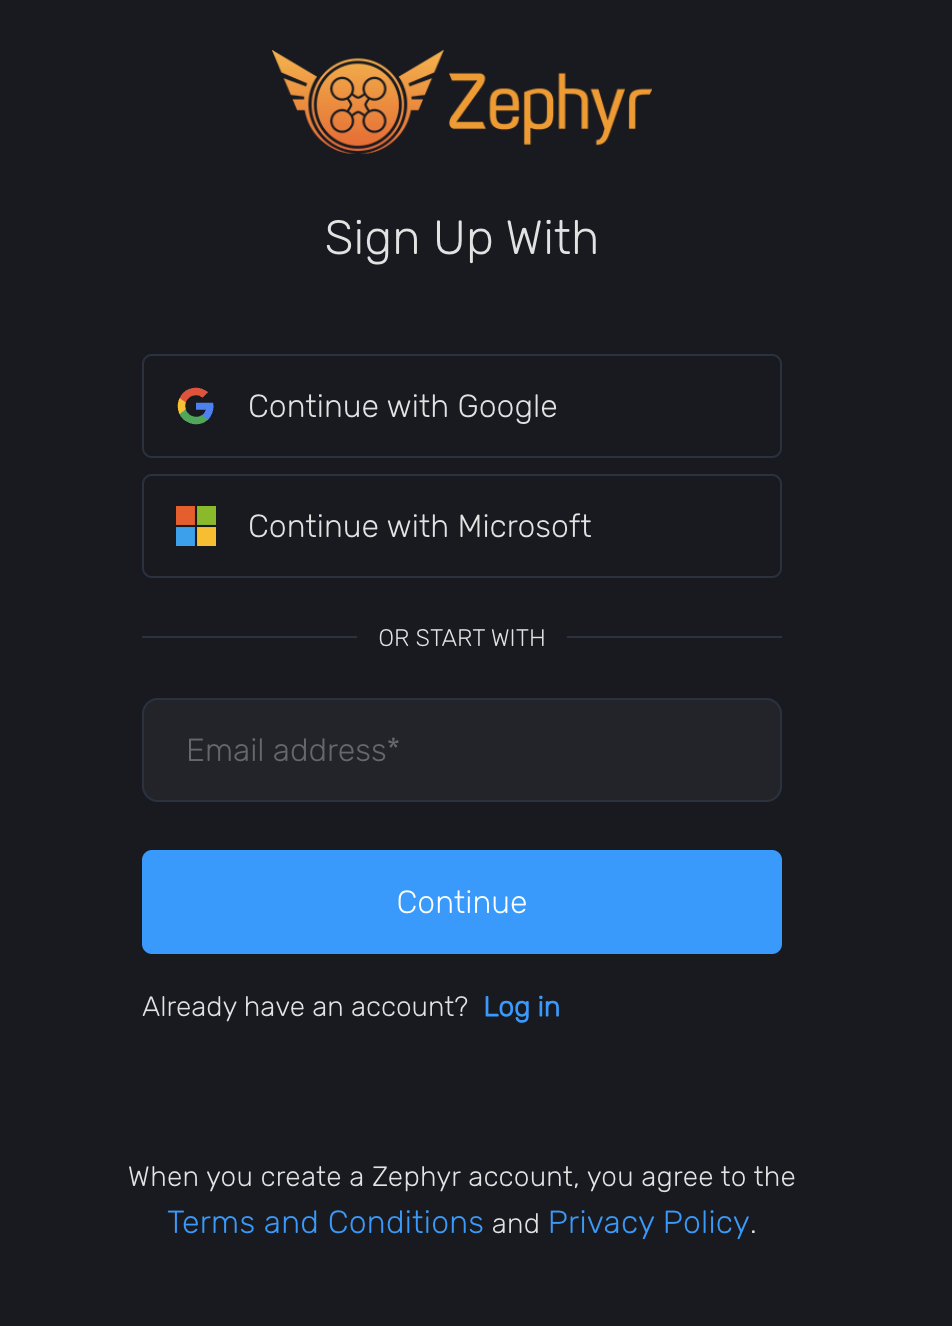 Zephyr
Sign Up With
Continue with Google
Continue with Microsoft
OR START WITH
Email address*
Continue
Already have an account? Log in
When you create a Zephyr account, you agree to the
Terms and Conditions and Privacy Policy.